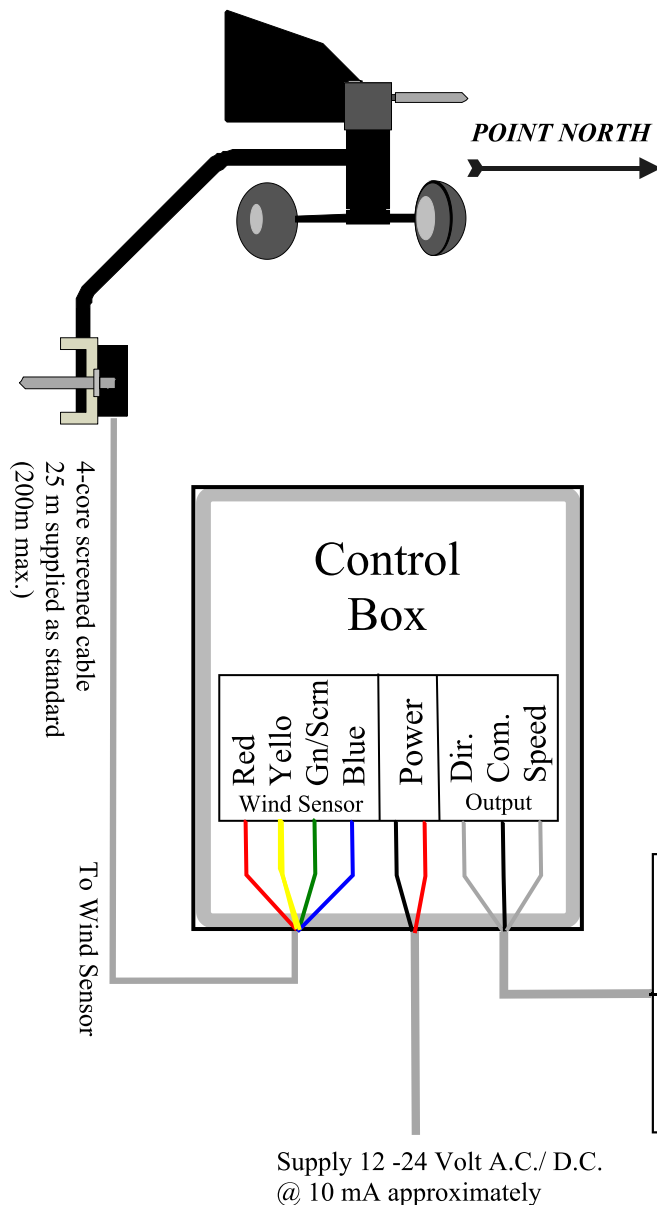 POINT NORTH
4-core screened cable
25 m supplied as standard
(200m max.)
Control
Box
Red
Yello
Gn/Scrn
Blue
Power
Dir.
Com.
Speed
Wind Sensor
Output
To Wind Sensor
Supply 12 -24 Volt A.C./ D.C.
@ 10 mA approximately